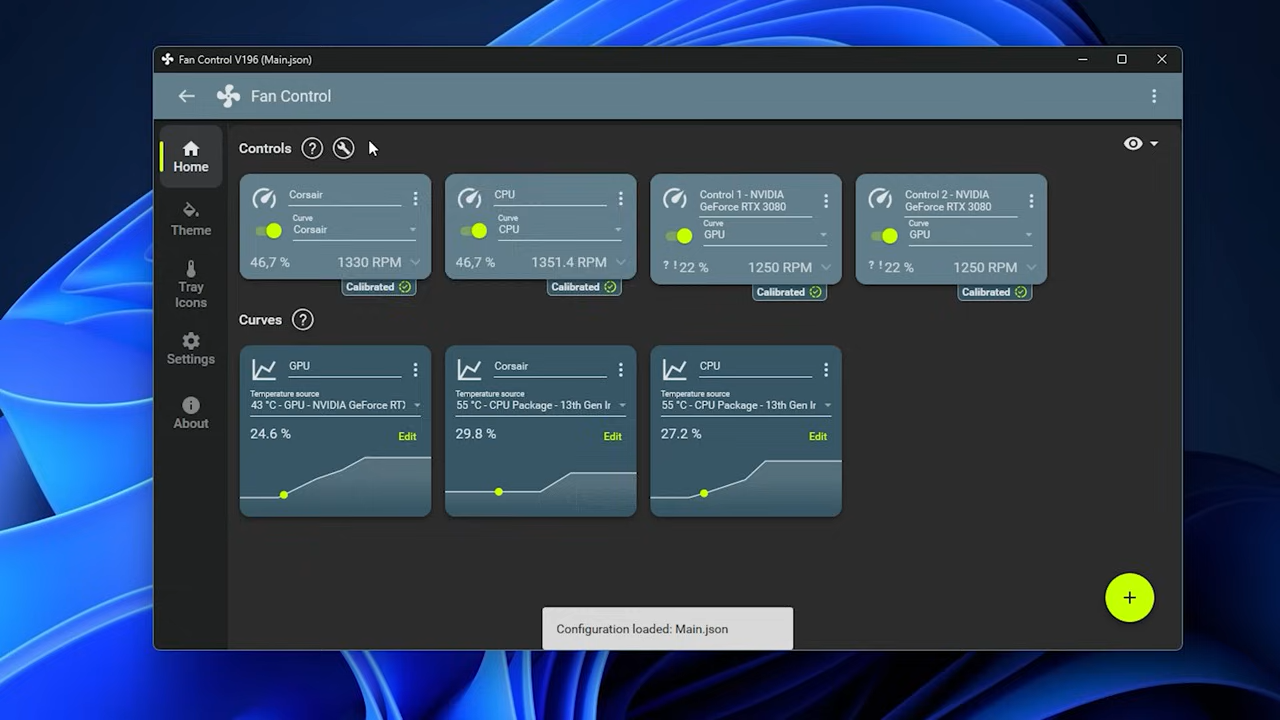 Fan Control V196 (Main.json)
Fan Control
Home
Theme
Tray
Icons
Settings
About
Controls
Corsair
Curve
Corsair
46,7 % 1330 RPM
Calibrated
CPU
Curve
CPU
46,7 % 1351.4 RPM
Calibrated
Control 1 - NVIDIA
GeForce RTX 3080
Curve
GPU
? ! 22 % 1250 RPM
Calibrated
Control 2 - NVIDIA
GeForce RTX 3080
Curve
GPU
? ! 22 % 1250 RPM
Calibrated
Curves
GPU
Temperature source
43 °C - GPU - NVIDIA GeForce RTX
24.6 % Edit
Corsair
Temperature source
55 °C - CPU Package - 13th Gen Ir
29.8 % Edit
CPU
Temperature source
55 °C - CPU Package - 13th Gen Ir
27.2 % Edit
Configuration loaded: Main.json